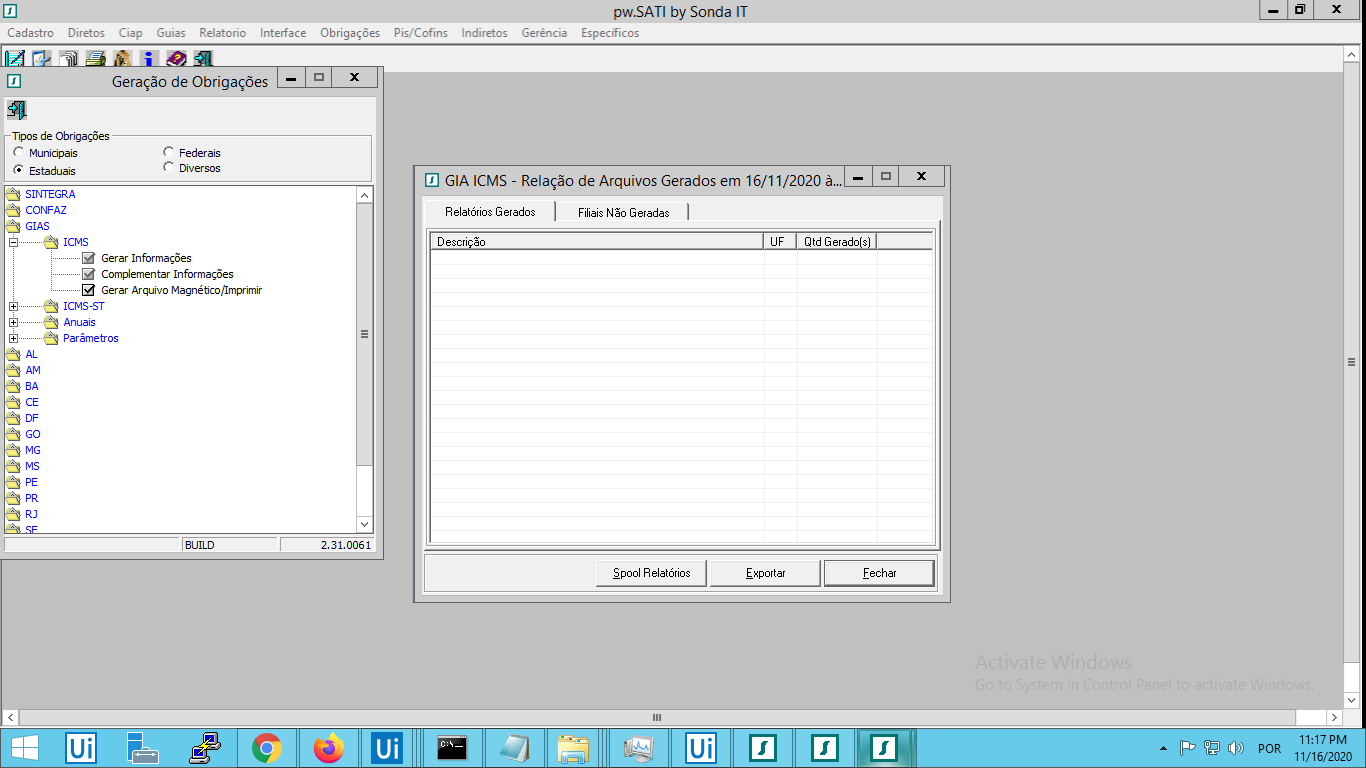 pw.SATI by Sonda IT
Cadastro Diretos Ciap Guias Relatorio Interface Obrigações Pis/Cofins Indiretos Gerência Específicos
Geração de Obrigações
Tipos de Obrigações
Municipais Federais
Estaduais Diversos
SINTEGRA
CONFAZ
GIAS
ICMS
Gerar Informações
Complementar Informações
Gerar Arquivo Magnético/Imprimir
ICMS-ST
Anuais
Parâmetros
AL
AM
BA
CE
DF
GO
MG
MS
PE
PR
RJ
SE
BUILD 2.31.0061
GIA ICMS - Relação de Arquivos Gerados em 16/11/2020 à...
Relatórios Gerados Filiais Não Geradas
Descrição UF Qtd Gerado(s)
Spool Relatórios Exportar Fechar
Activate Windows
Go to System in Control Panel to activate Windows.
Ui Ui C:\ Ui
POR
11:17 PM
11/16/2020